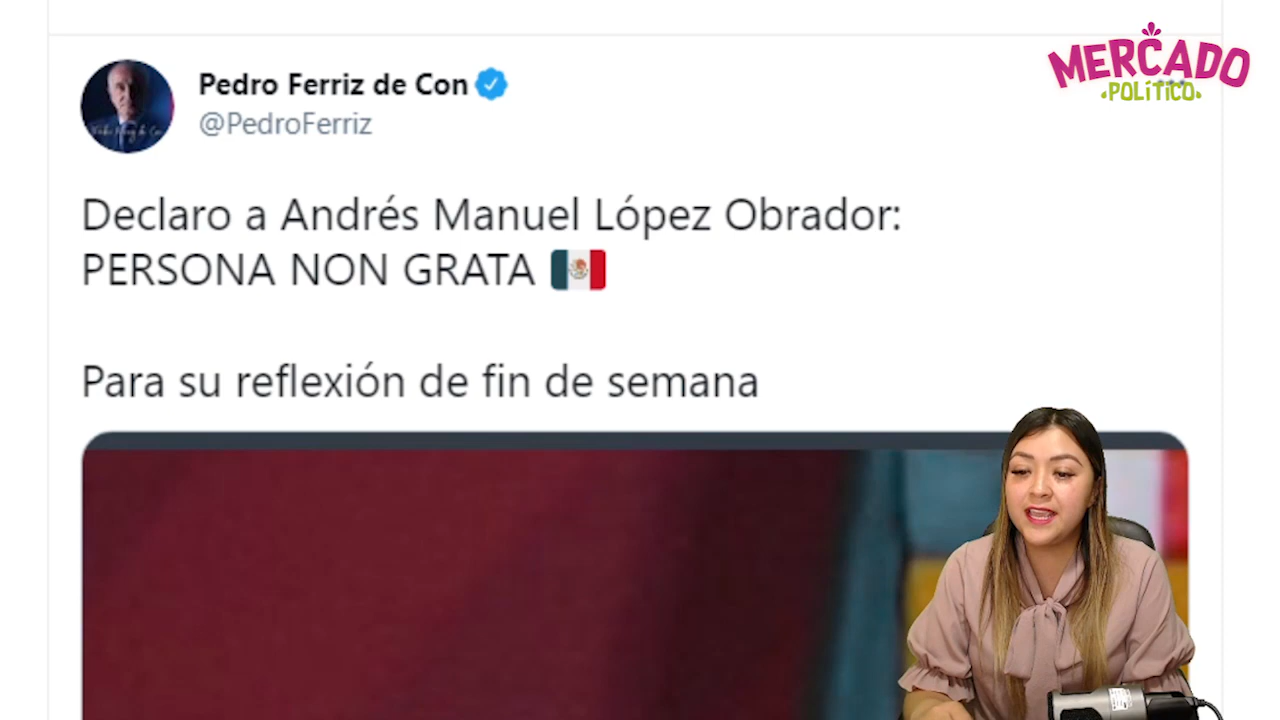 MERCADO
POLÍTICO
Pedro Ferriz de Con
@PedroFerriz
Declaro a Andrés Manuel López Obrador:
PERSONA NON GRATA
Para su reflexión de fin de semana